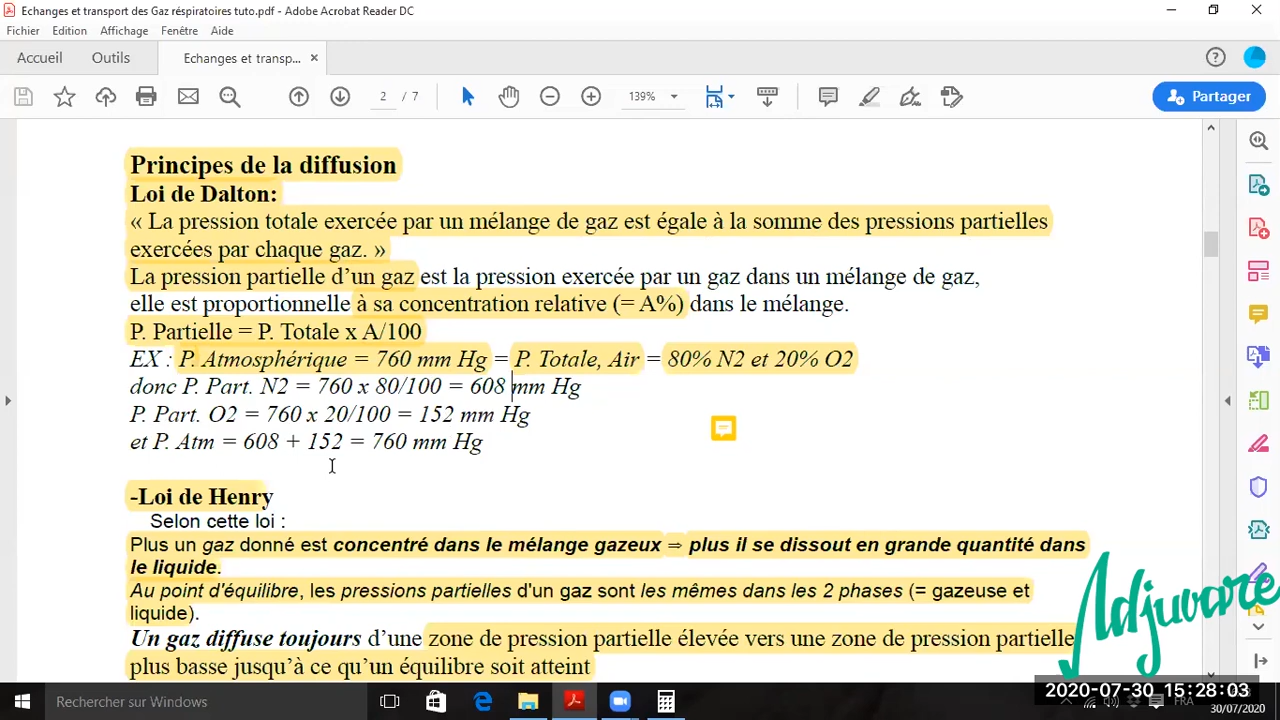 Echanges et transport des Gaz réspiratoires tuto.pdf - Adobe Acrobat Reader DC
Fichier Edition Affichage Fenêtre Aide
Accueil Outils Echanges et transp... ×
2 / 7 139% Partager
Principes de la diffusion
Loi de Dalton:
« La pression totale exercée par un mélange de gaz est égale à la somme des pressions partielles
exercées par chaque gaz. »
La pression partielle d’un gaz est la pression exercée par un gaz dans un mélange de gaz,
elle est proportionnelle à sa concentration relative (= A%) dans le mélange.
P. Partielle = P. Totale x A/100
EX : P. Atmosphérique = 760 mm Hg = P. Totale, Air = 80% N2 et 20% O2
donc P. Part. N2 = 760 x 80/100 = 608 mm Hg
P. Part. O2 = 760 x 20/100 = 152 mm Hg
et P. Atm = 608 + 152 = 760 mm Hg
-Loi de Henry
Selon cette loi :
Plus un gaz donné est concentré dans le mélange gazeux ⇒ plus il se dissout en grande quantité dans
le liquide.
Au point d'équilibre, les pressions partielles d'un gaz sont les mêmes dans les 2 phases (= gazeuse et
liquide).
Un gaz diffuse toujours d’une zone de pression partielle élevée vers une zone de pression partielle
plus basse jusqu’à ce qu’un équilibre soit atteint
Adjuware
2020-07-30 15:28:03
Rechercher sur Windows
FRA
30/07/2020